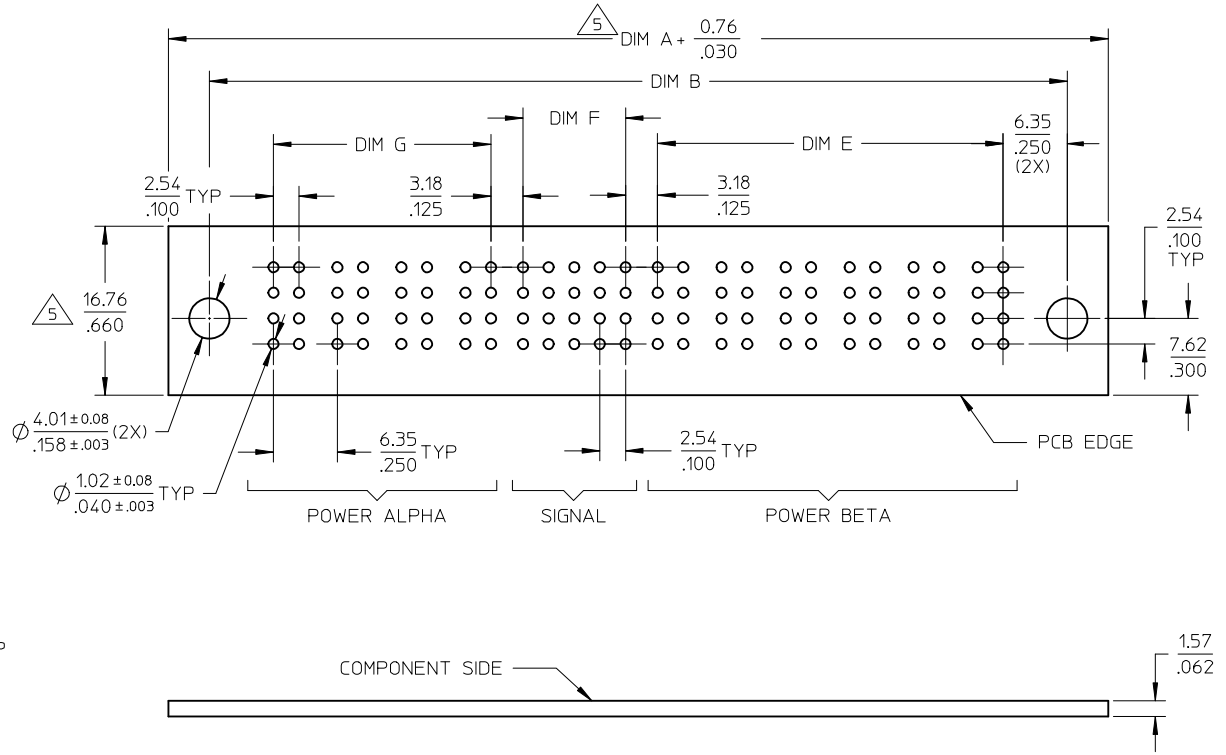 5
DIM A+ 0.76
.030
DIM B
DIM F
DIM G
DIM E
6.35
.250
(2X)
2.54
.100 TYP
3.18
.125
3.18
.125
2.54
.100
TYP
5
16.76
.660
7.62
.300
Ø 4.01±0.08
.158±.003 (2X)
6.35
.250 TYP
2.54
.100 TYP
PCB EDGE
Ø 1.02±0.08
.040±.003 TYP
POWER ALPHA
SIGNAL
POWER BETA
P
COMPONENT SIDE
1.57
.062